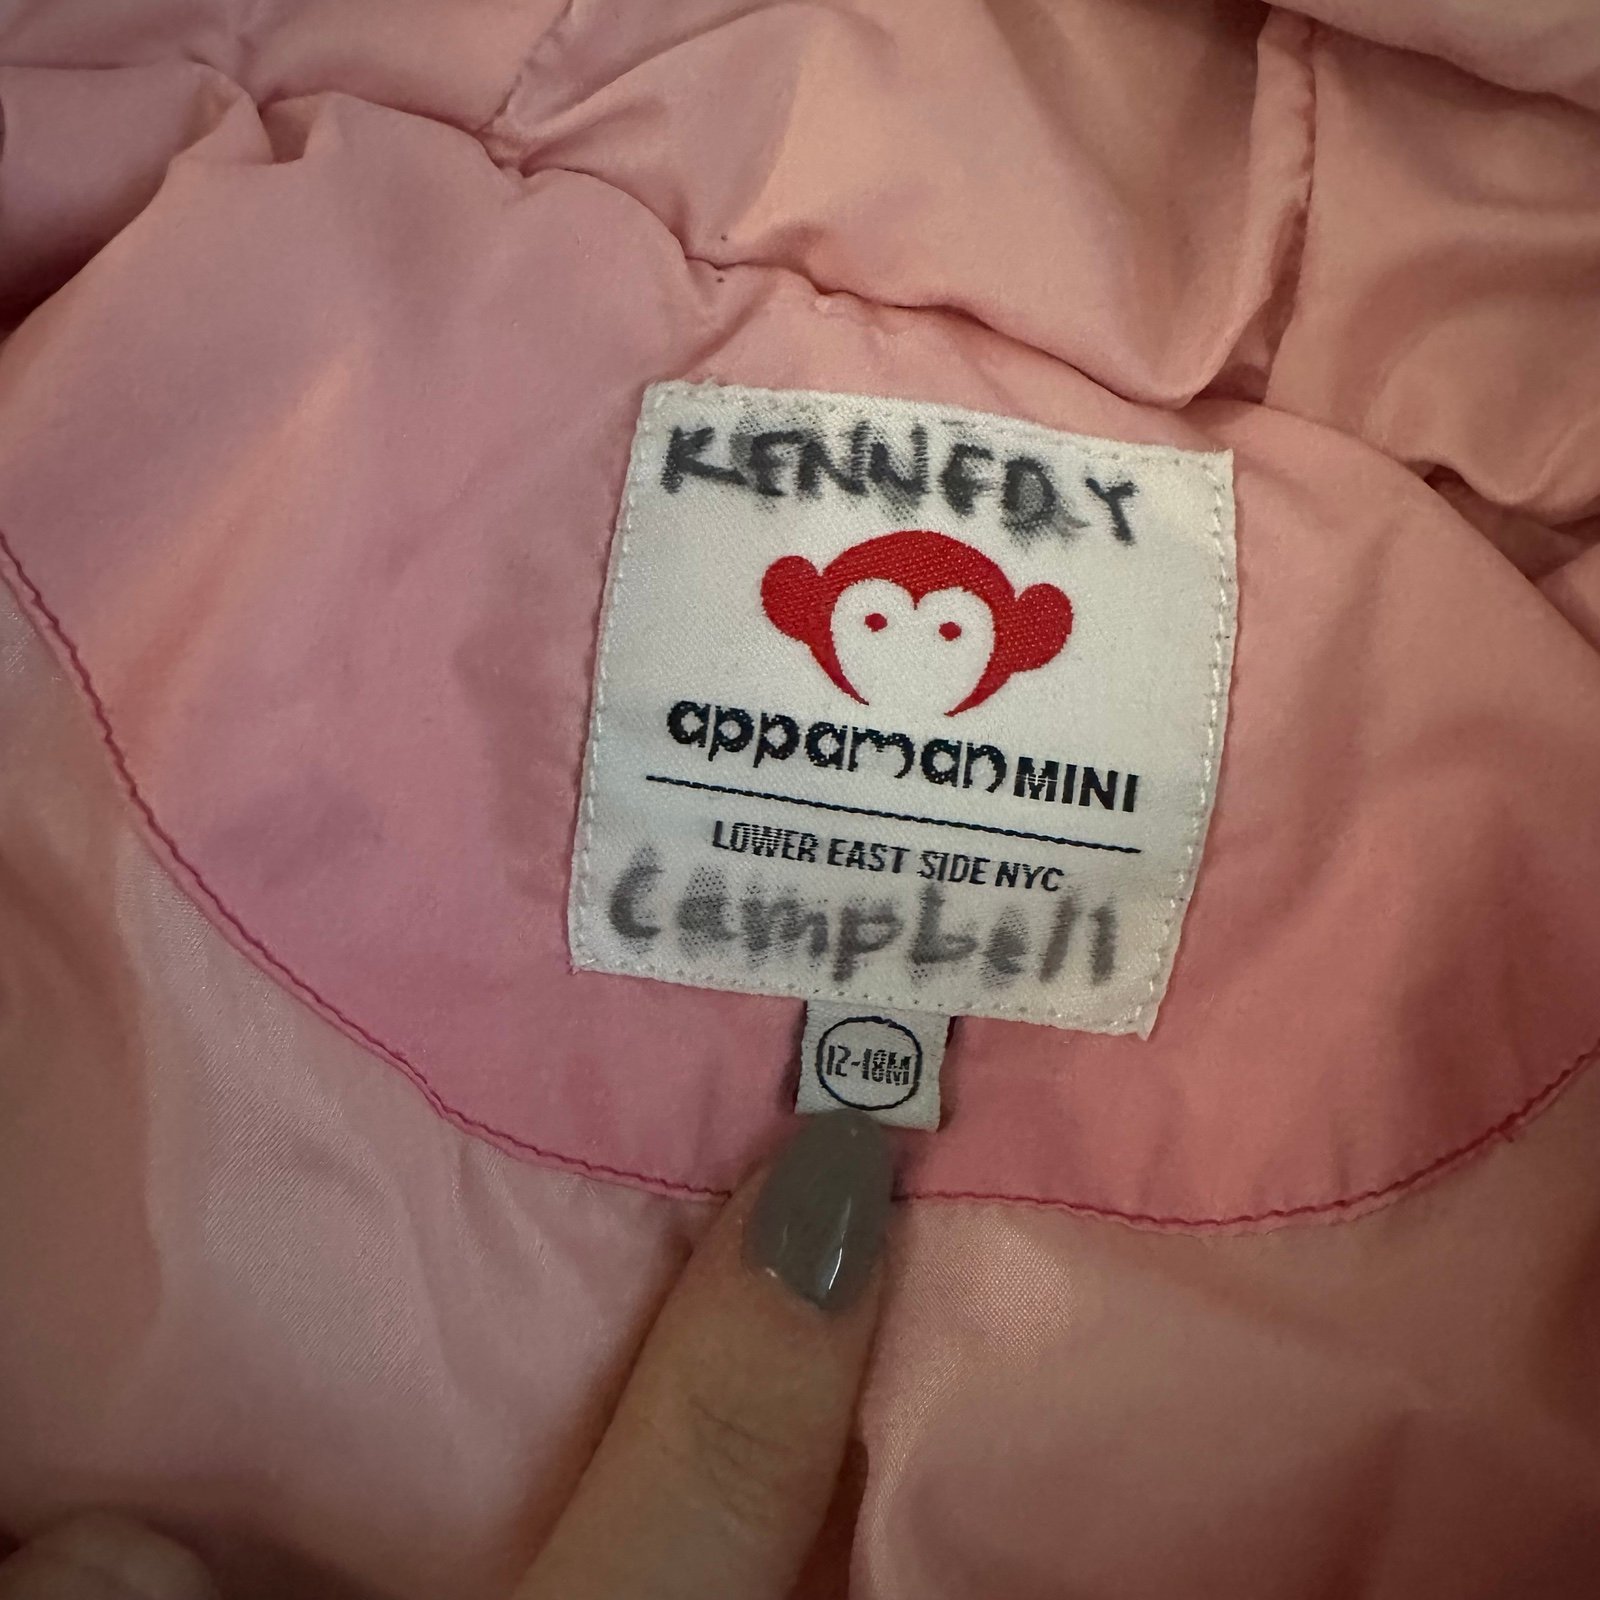 KENNEDY
appaman MINI
LOWER EAST SIDE NYC
Campbell
12-18M